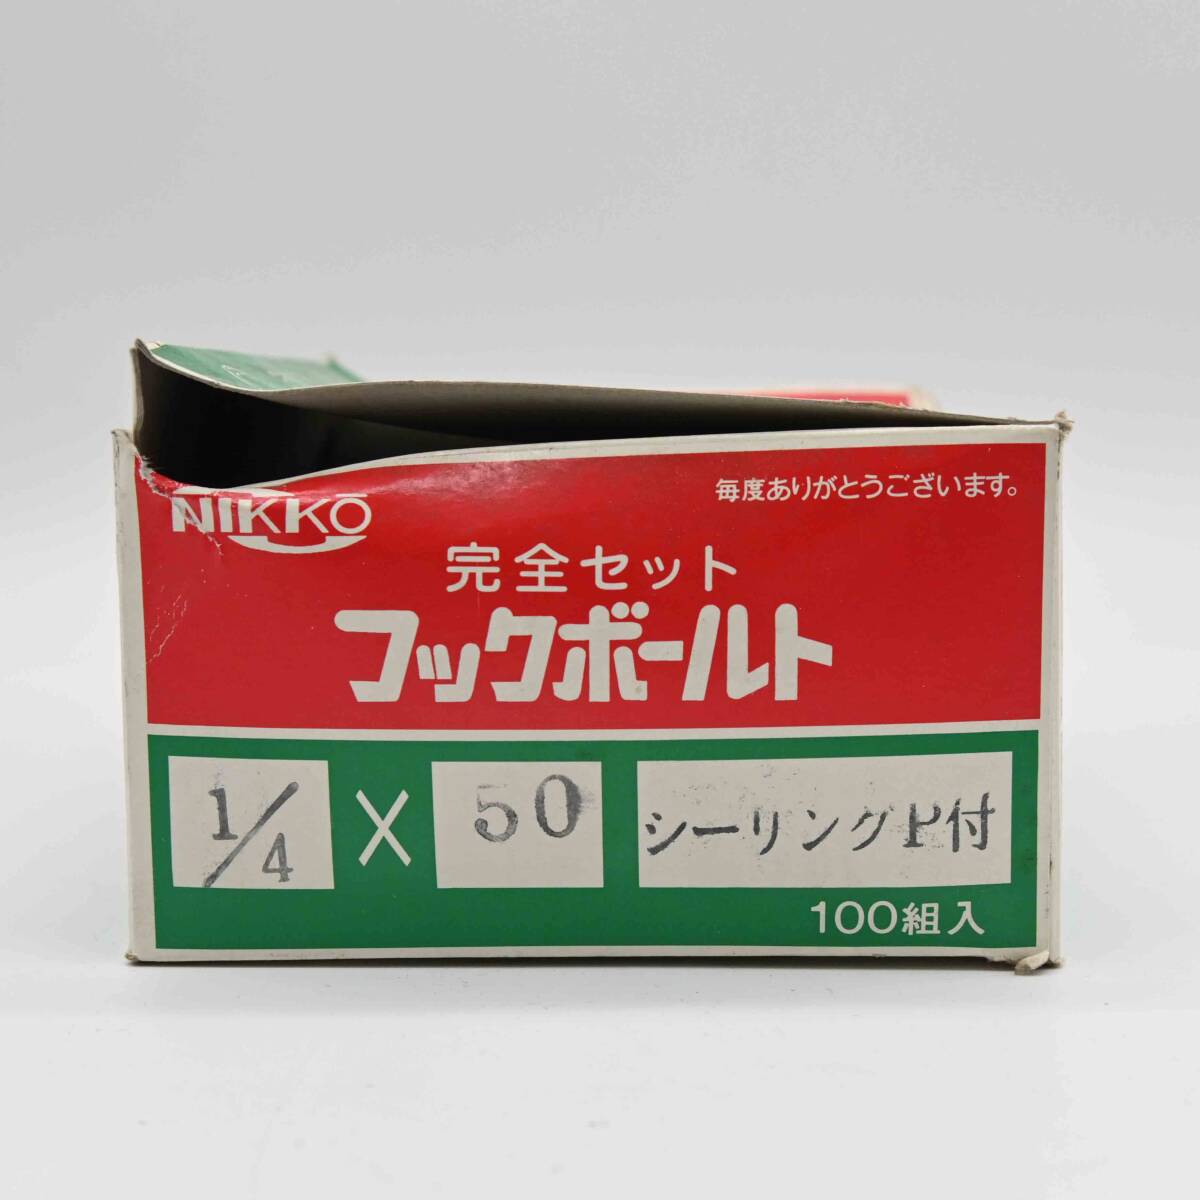 毎度ありがとうございます。
NIKKO
完全セット
フックボールト
1/4 X 50 シーリングP付
100組入